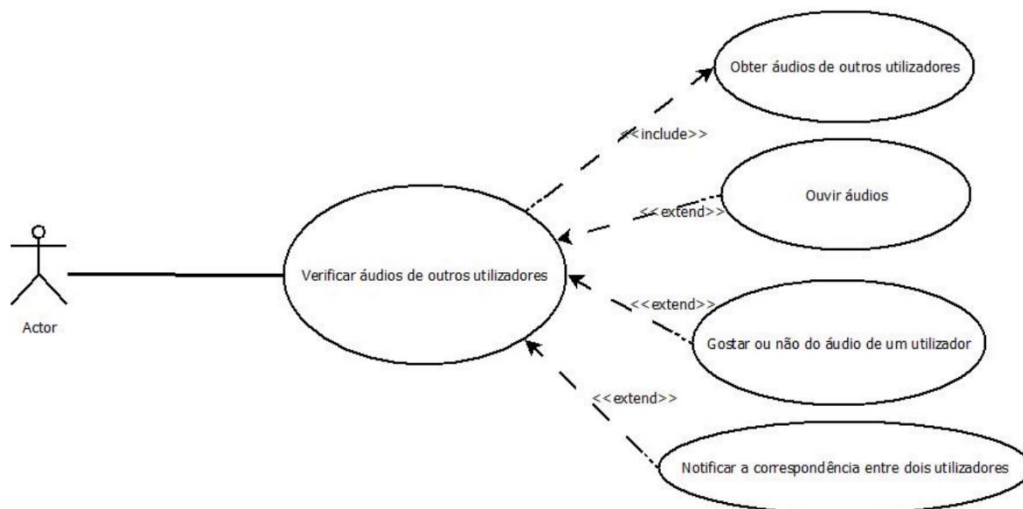 Obter áudios de outros utilizadores
<<include>>
Ouvir áudios
<<extend>>
Verificar áudios de outros utilizadores
<<extend>>
Actor
Gostar ou não do áudio de um utilizador
<<extend>>
Notificar a correspondência entre dois utilizadores